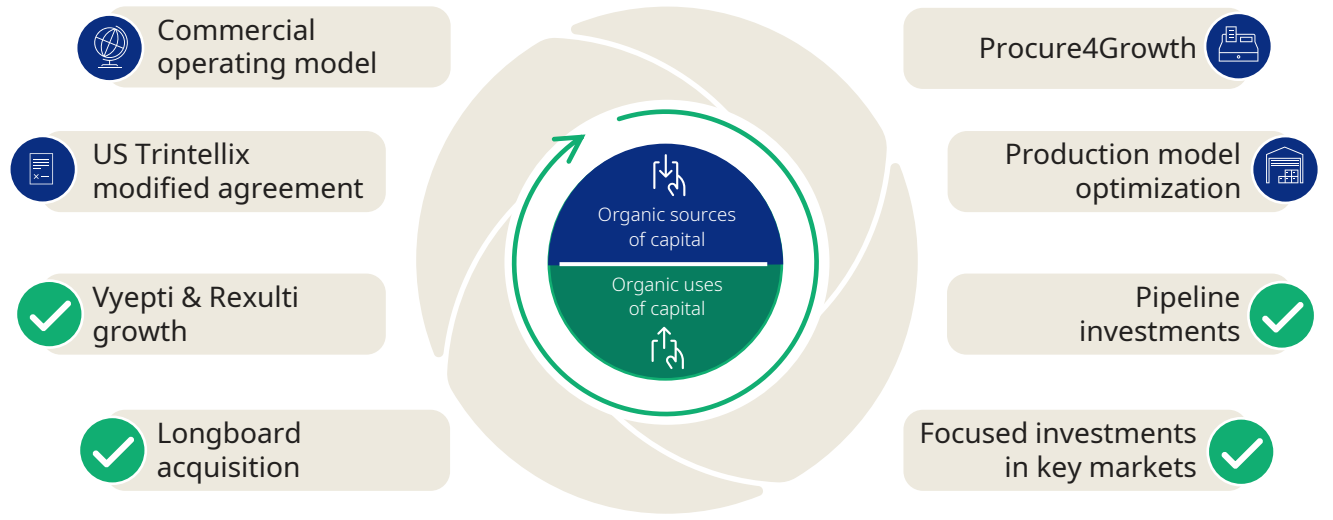 Commercial
operating model
US Trintellix
modified agreement
Vyepti & Rexulti
growth
Longboard
acquisition
Organic sources
of capital
Organic uses
of capital
Procure4Growth
Production model
optimization
Pipeline
investments
Focused investments
in key markets